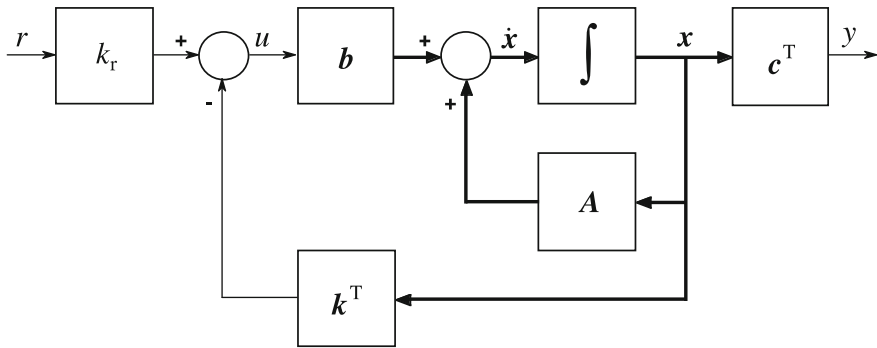 r
k_r
+
-
u
b
+
+
ẋ
∫
x
c^T
y
A
k^T